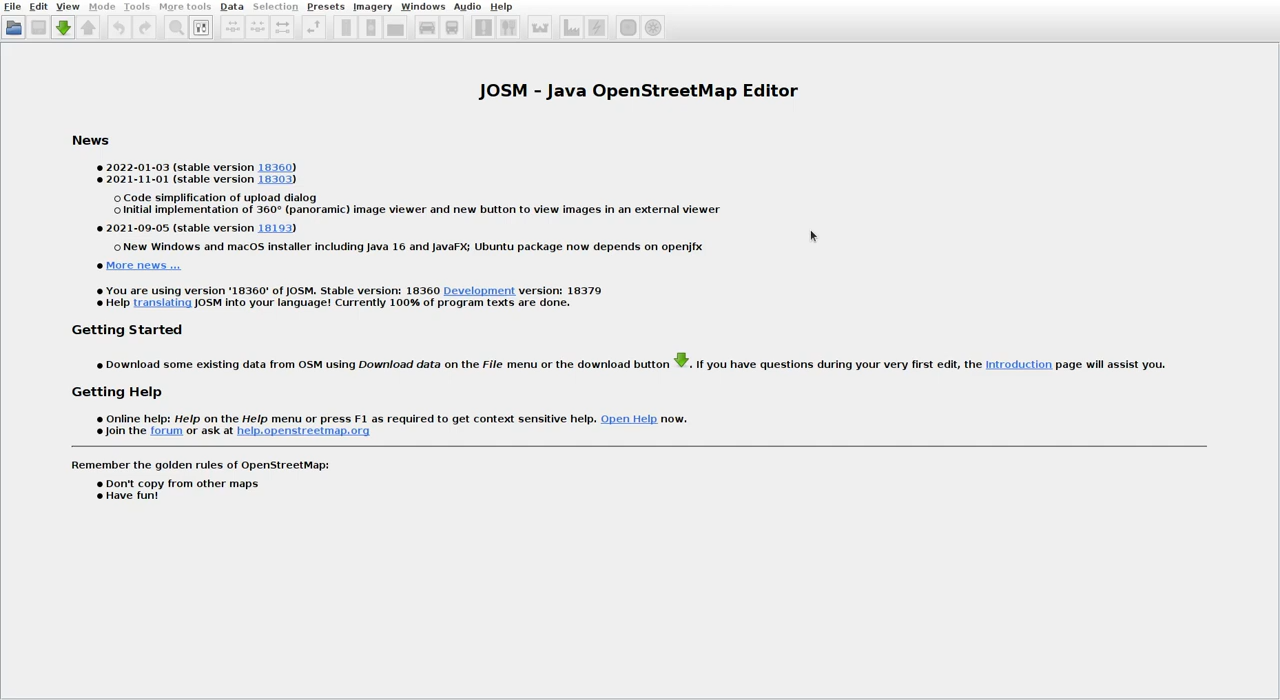 File Edit View Mode Tools More tools Data Selection Presets Imagery Windows Audio Help
JOSM – Java OpenStreetMap Editor
News
2022-01-03 (stable version 18360)
2021-11-01 (stable version 18303)
Code simplification of upload dialog
Initial implementation of 360° (panoramic) image viewer and new button to view images in an external viewer
2021-09-05 (stable version 18193)
New Windows and macOS installer including Java 16 and JavaFX; Ubuntu package now depends on openjfx
More news ...
You are using version '18360' of JOSM. Stable version: 18360 Development version: 18379
Help translating JOSM into your language! Currently 100% of program texts are done.
Getting Started
Download some existing data from OSM using Download data on the File menu or the download button . If you have questions during your very first edit, the Introduction page will assist you.
Getting Help
Online help: Help on the Help menu or press F1 as required to get context sensitive help. Open Help now.
Join the forum or ask at help.openstreetmap.org
Remember the golden rules of OpenStreetMap:
Don't copy from other maps
Have fun!